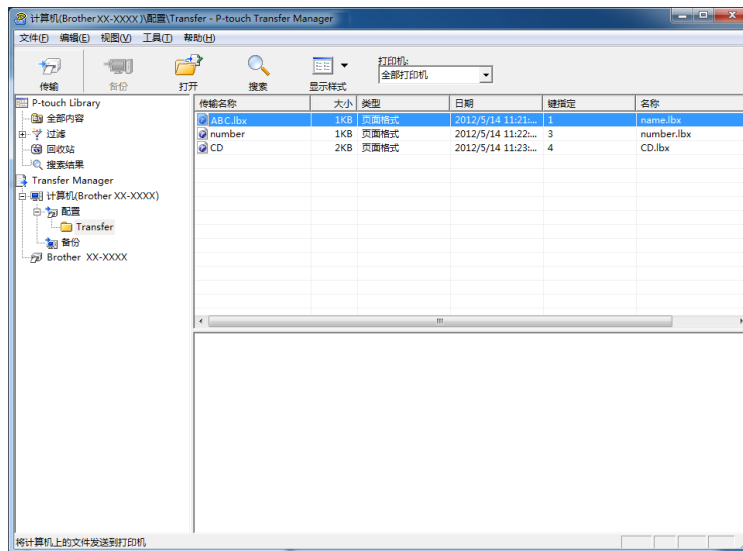 计算机(Brother XX-XXXX)\配置\Transfer - P-touch Transfer Manager
文件(F) 编辑(E) 视图(V) 工具(T) 帮助(H)
传输 备份 打开 搜索 显示样式 打印机: 全部打印机
P-touch Library
全部内容
过滤
回收站
搜索结果
Transfer Manager
计算机(Brother XX-XXXX)
配置
Transfer
备份
Brother XX-XXXX
传输名称 大小 类型 日期 键指定 名称
ABC.lbx 1KB 页面格式 2012/5/14 11:21:... 1 name.lbx
number 1KB 页面格式 2012/5/14 11:22:... 3 number.lbx
CD 2KB 页面格式 2012/5/14 11:23:... 4 CD.lbx
将计算机上的文件发送到打印机